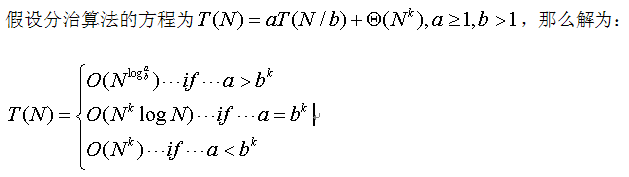 假设分治算法的方程为 T(N) = aT(N / b) + Θ(N^k), a ≥ 1, b > 1，那么解为：
T(N) = { O(N^{log_b^a}) ⋯ if ⋯ a > b^k
O(N^k log N) ⋯ if ⋯ a = b^k
O(N^k) ⋯ if ⋯ a < b^k